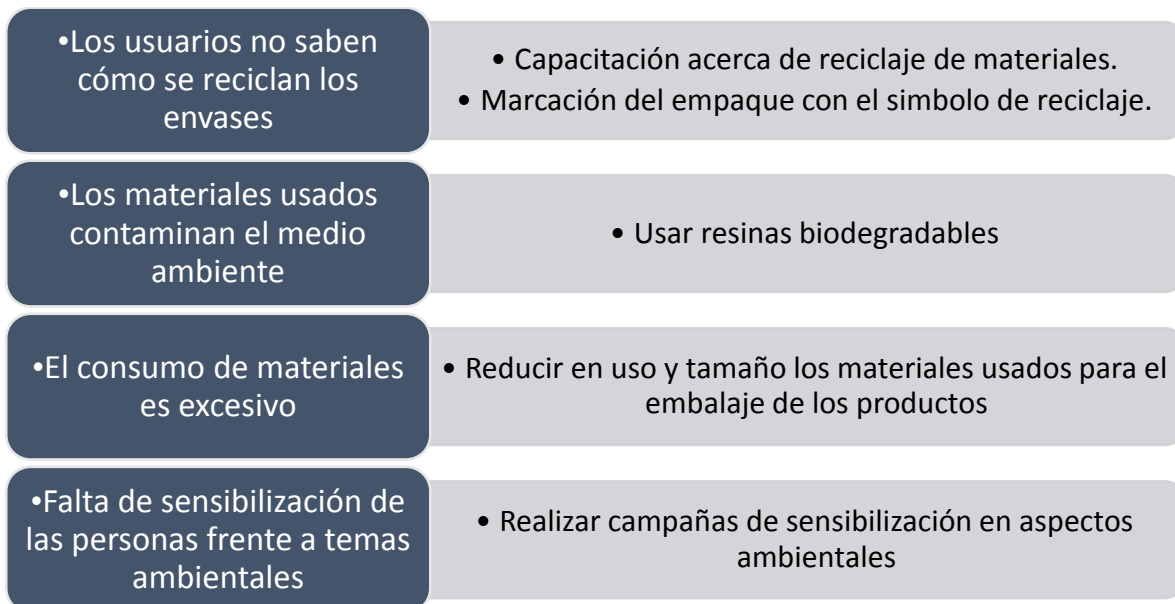 •Los usuarios no saben
cómo se reciclan los
envases
• Capacitación acerca de reciclaje de materiales.
• Marcación del empaque con el simbolo de reciclaje.
•Los materiales usados
contaminan el medio
ambiente
• Usar resinas biodegradables
•El consumo de materiales
es excesivo
• Reducir en uso y tamaño los materiales usados para el
embalaje de los productos
•Falta de sensibilización de
las personas frente a temas
ambientales
• Realizar campañas de sensibilización en aspectos
ambientales